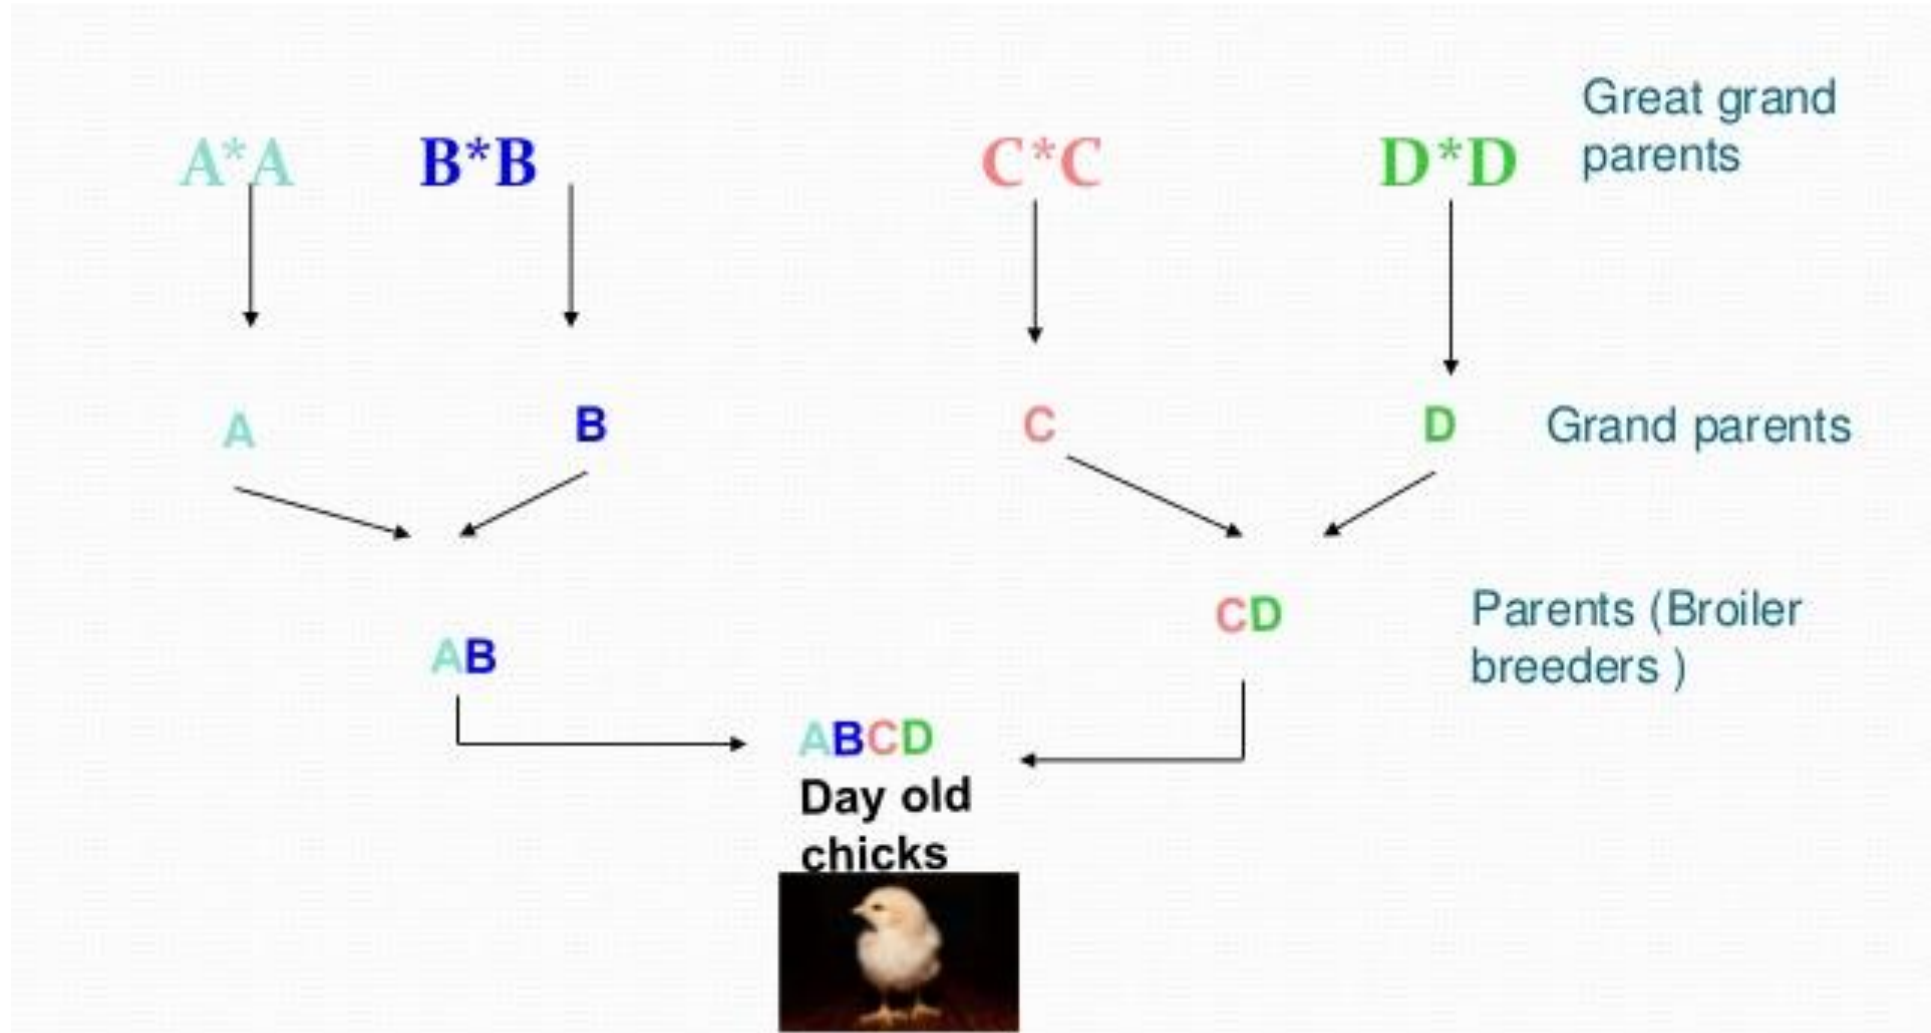 A*A B*B C*C D*D Great grand
parents
A B C D Grand parents
AB CD Parents (Broiler
breeders )
ABCD
Day old
chicks